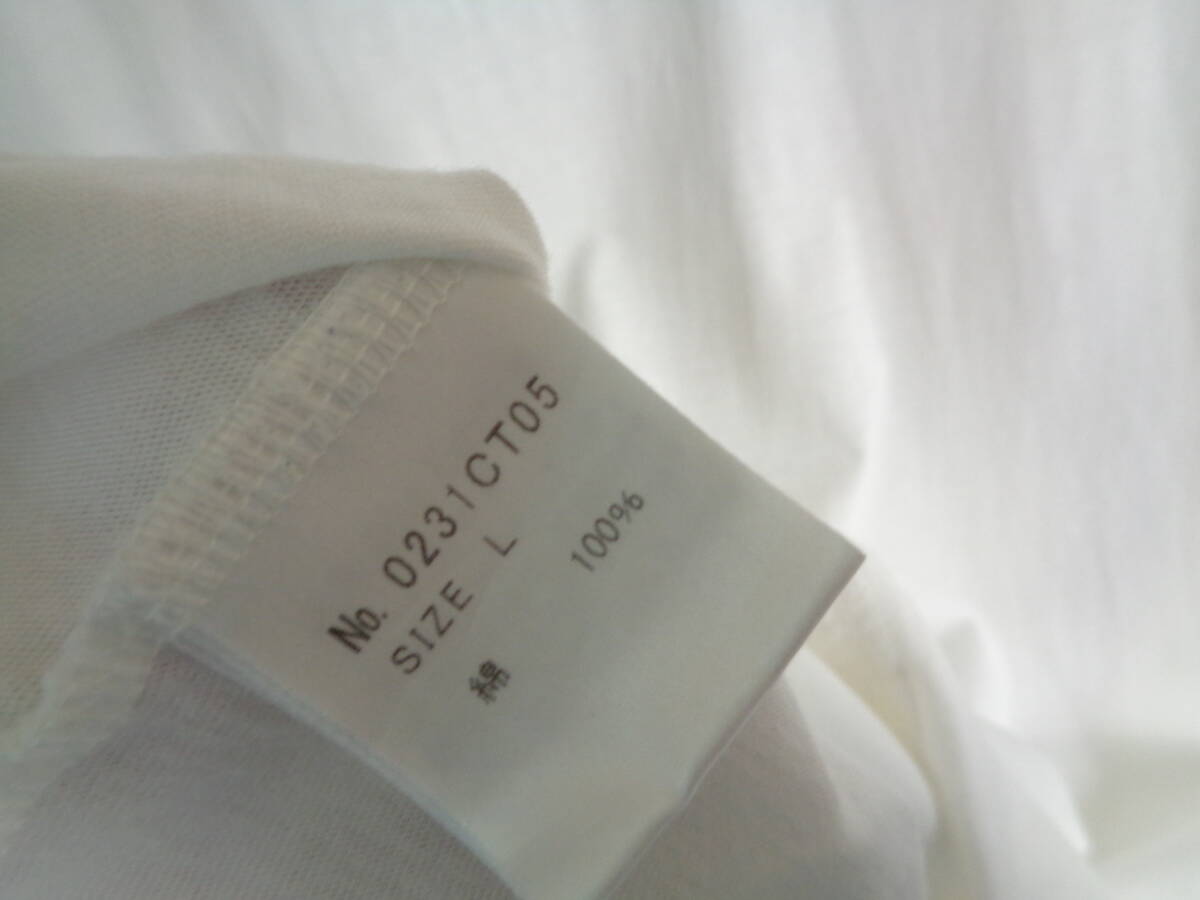 No. 0231CT05
SIZE L
綿 100%